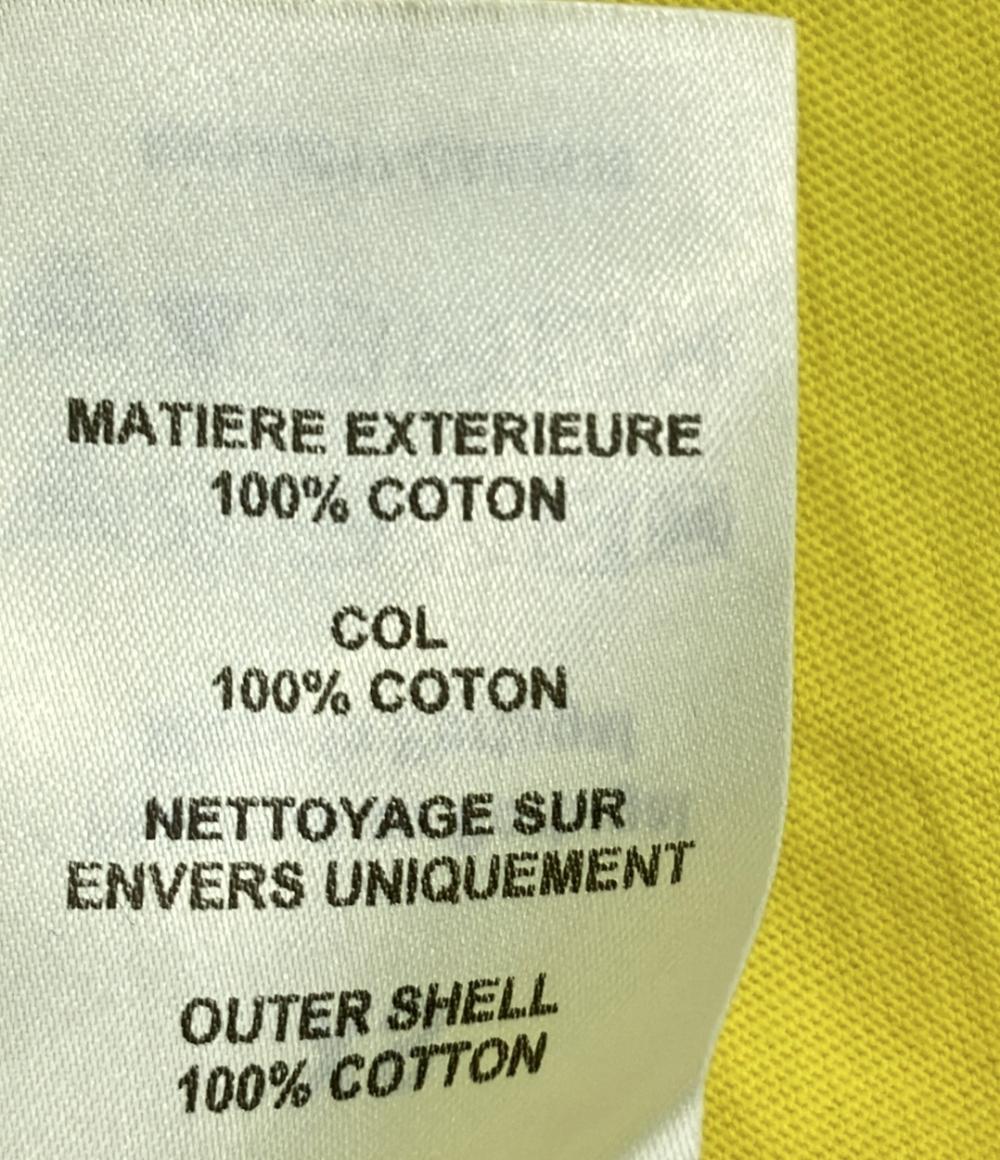 MATIERE EXTERIEURE
100% COTON
COL
100% COTON
NETTOYAGE SUR
ENVERS UNIQUEMENT
OUTER SHELL
100% COTTON